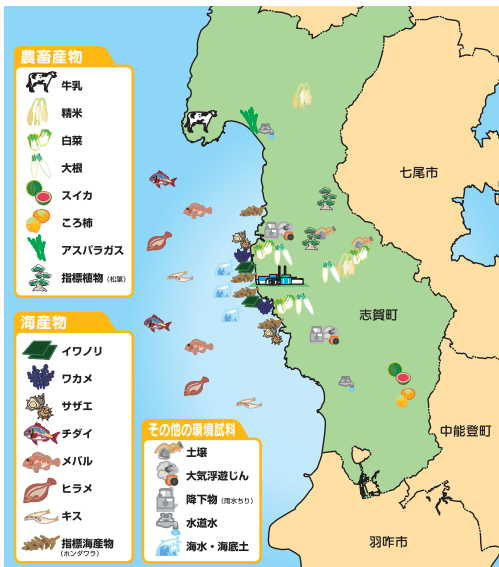 農畜産物
牛乳
精米
白菜
大根
スイカ
ころ柿
アスパラガス
指標植物（松葉）
海産物
イワノリ
ワカメ
サザエ
チダイ
メバル
ヒラメ
キス
指標海産物
（ホンダワラ）
その他の環境試料
土壌
大気浮遊じん
降下物（雨水ちり）
水道水
海水・海底土
七尾市
志賀町
中能登町
羽咋市